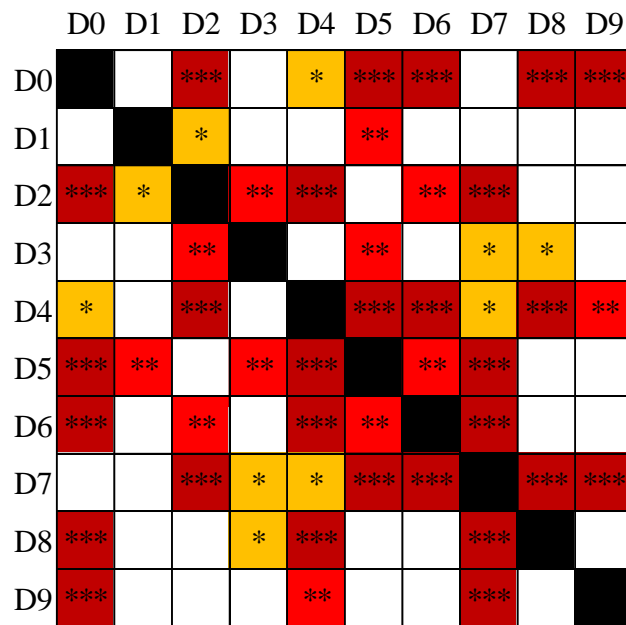 D0 D1 D2 D3 D4 D5 D6 D7 D8 D9
D0 *** * *** *** *** ***
D1 * **
D2 *** * ** *** ** ***
D3 ** ** * *
D4 * *** *** *** * *** **
D5 *** ** ** *** ** ***
D6 *** ** *** ** ***
D7 *** * * *** *** *** ***
D8 *** * *** ***
D9 *** ** ***